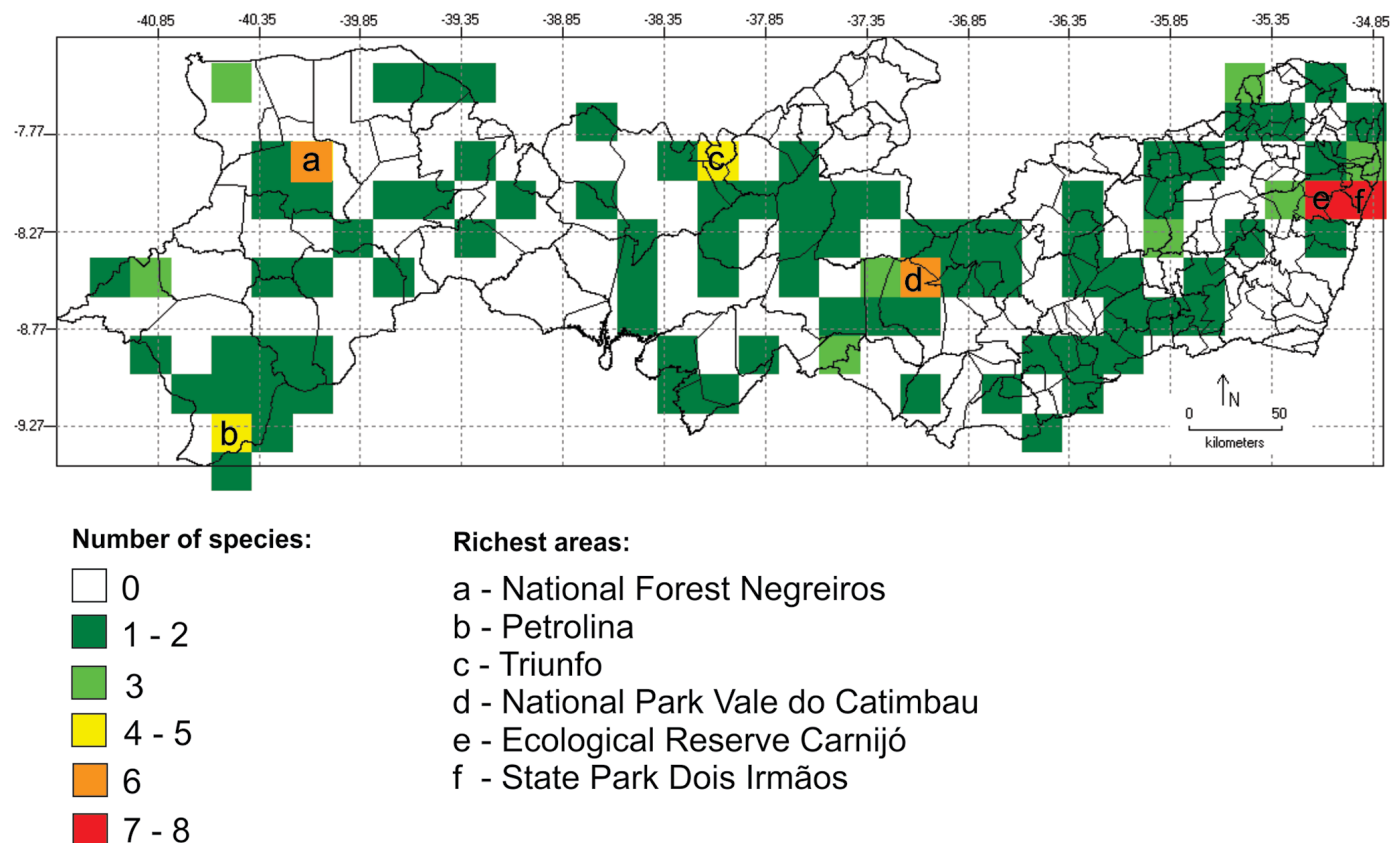 -40.85 -40.35 -39.85 -39.35 -38.85 -38.35 -37.85 -37.35 -36.85 -36.35 -35.85 -35.35 -34.85
-7.77
a
c
e f
-8.27
d
-8.77
N
0 50
kilometers
-9.27
b
Number of species:
0
1 - 2
3
4 - 5
6
7 - 8
Richest areas:
a - National Forest Negreiros
b - Petrolina
c - Triunfo
d - National Park Vale do Catimbau
e - Ecological Reserve Carnijó
f - State Park Dois Irmãos